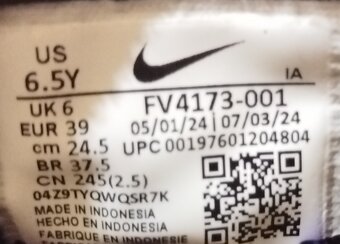 US
6.5Y
IA
UK 6
FV4173-001
EUR 39
05/01/24 | 07/03/24
cm 24.5
UPC 00197601204804
BR 37.5
CN 245(2.5)
04Z9TYQWQSR7K
MADE IN INDONESIA
HECHO EN INDONESIA
FABRIQUE EN INDONESIE